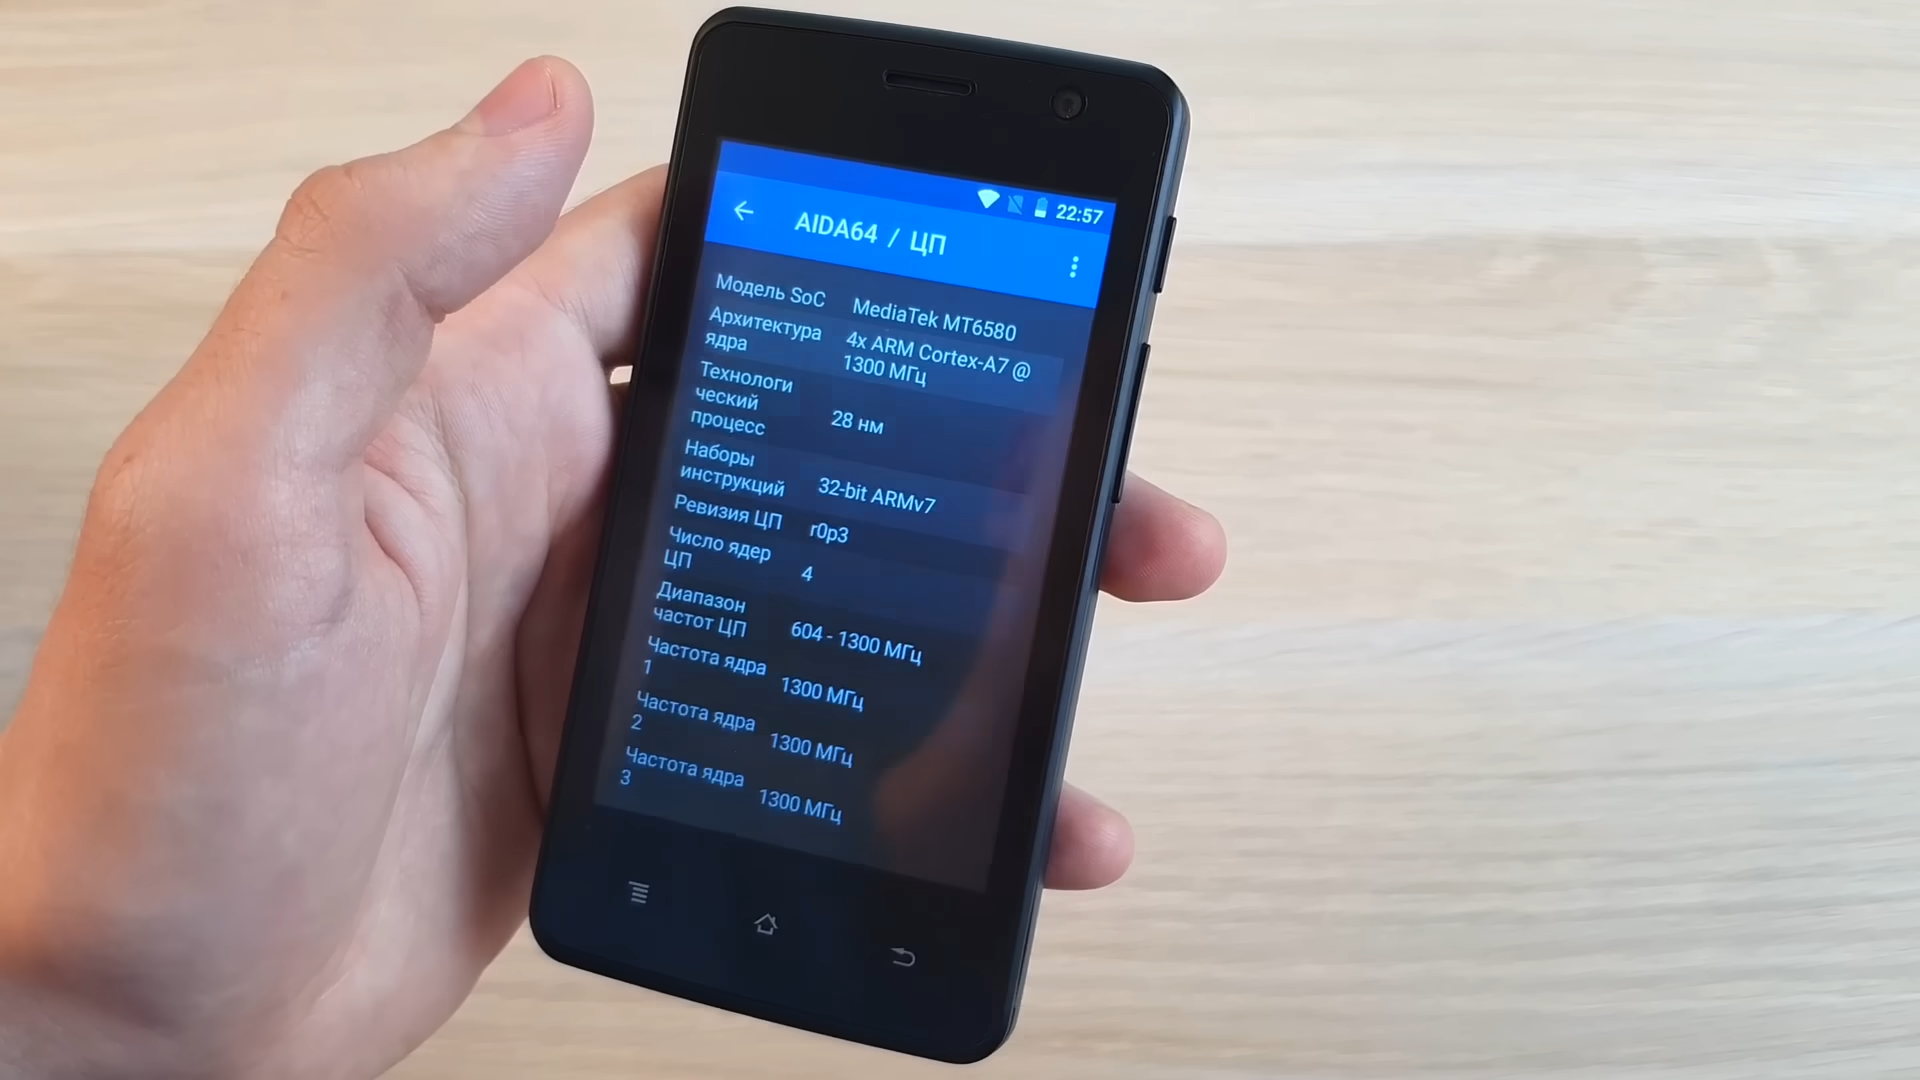 22:57
AIDA64 / ЦП
Модель SoC
MediaTek MT6580
Архитектура
ядра
4x ARM Cortex-A7 @
1300 МГц
Технологи
ческий
процесс
28 нм
Наборы
инструкций
32-bit ARMv7
Ревизия ЦП
r0p3
Число ядер
ЦП
4
Диапазон
частот ЦП
604 - 1300 МГц
Частота ядра
1
1300 МГц
Частота ядра
2
1300 МГц
Частота ядра
3
1300 МГц